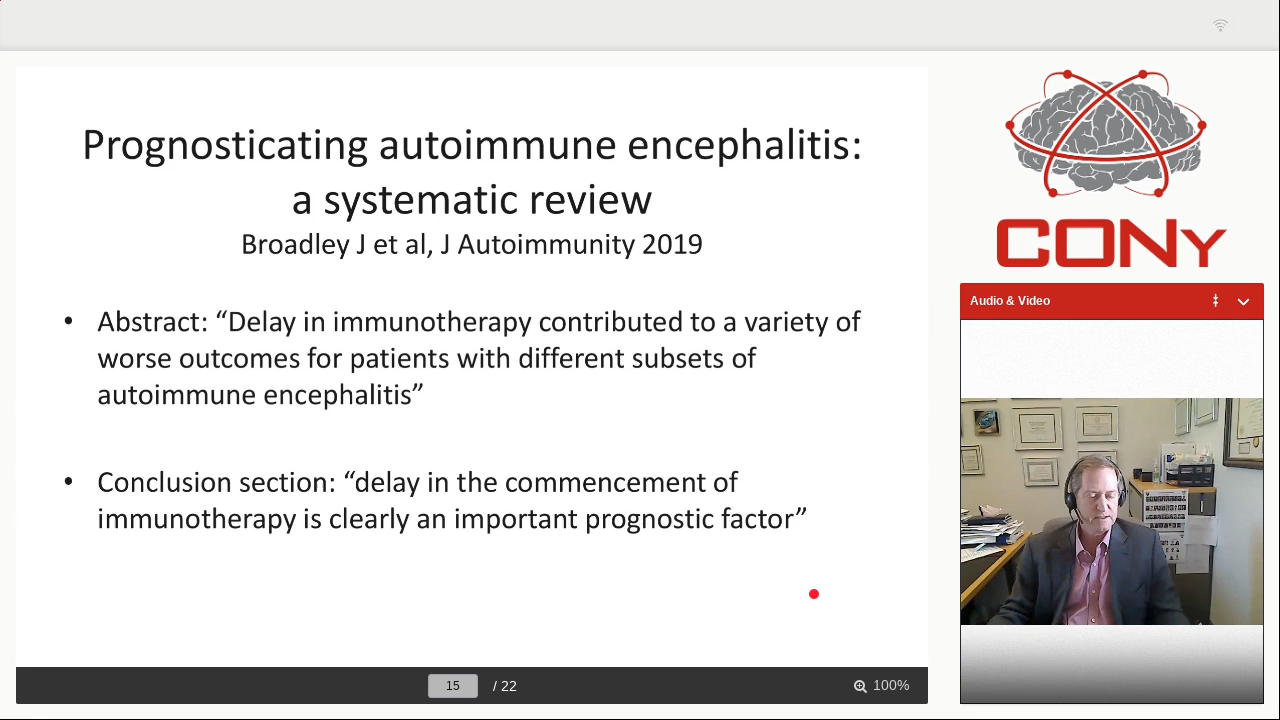 Prognosticating autoimmune encephalitis:
a systematic review
Broadley J et al, J Autoimmunity 2019
• Abstract: “Delay in immunotherapy contributed to a variety of
worse outcomes for patients with different subsets of
autoimmune encephalitis”
• Conclusion section: “delay in the commencement of
immunotherapy is clearly an important prognostic factor”
15 / 22
100%
CONy
Audio & Video